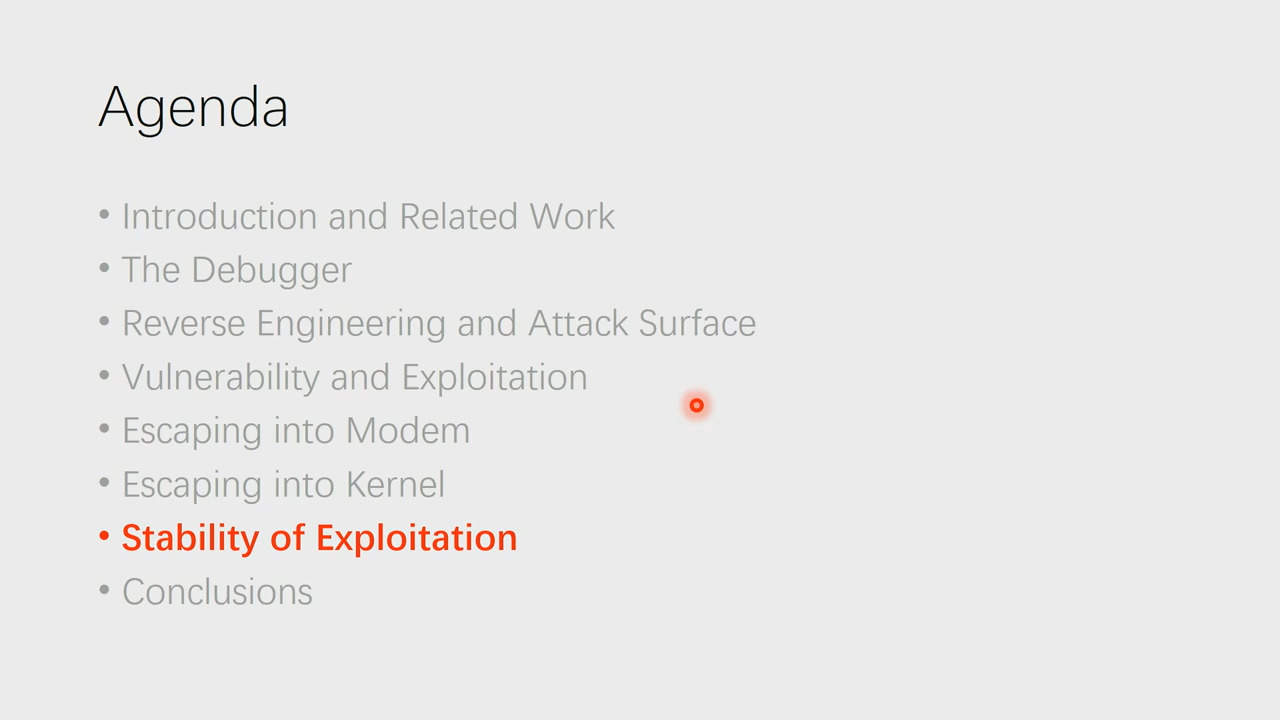 Agenda
• Introduction and Related Work
• The Debugger
• Reverse Engineering and Attack Surface
• Vulnerability and Exploitation
• Escaping into Modem
• Escaping into Kernel
• Stability of Exploitation
• Conclusions